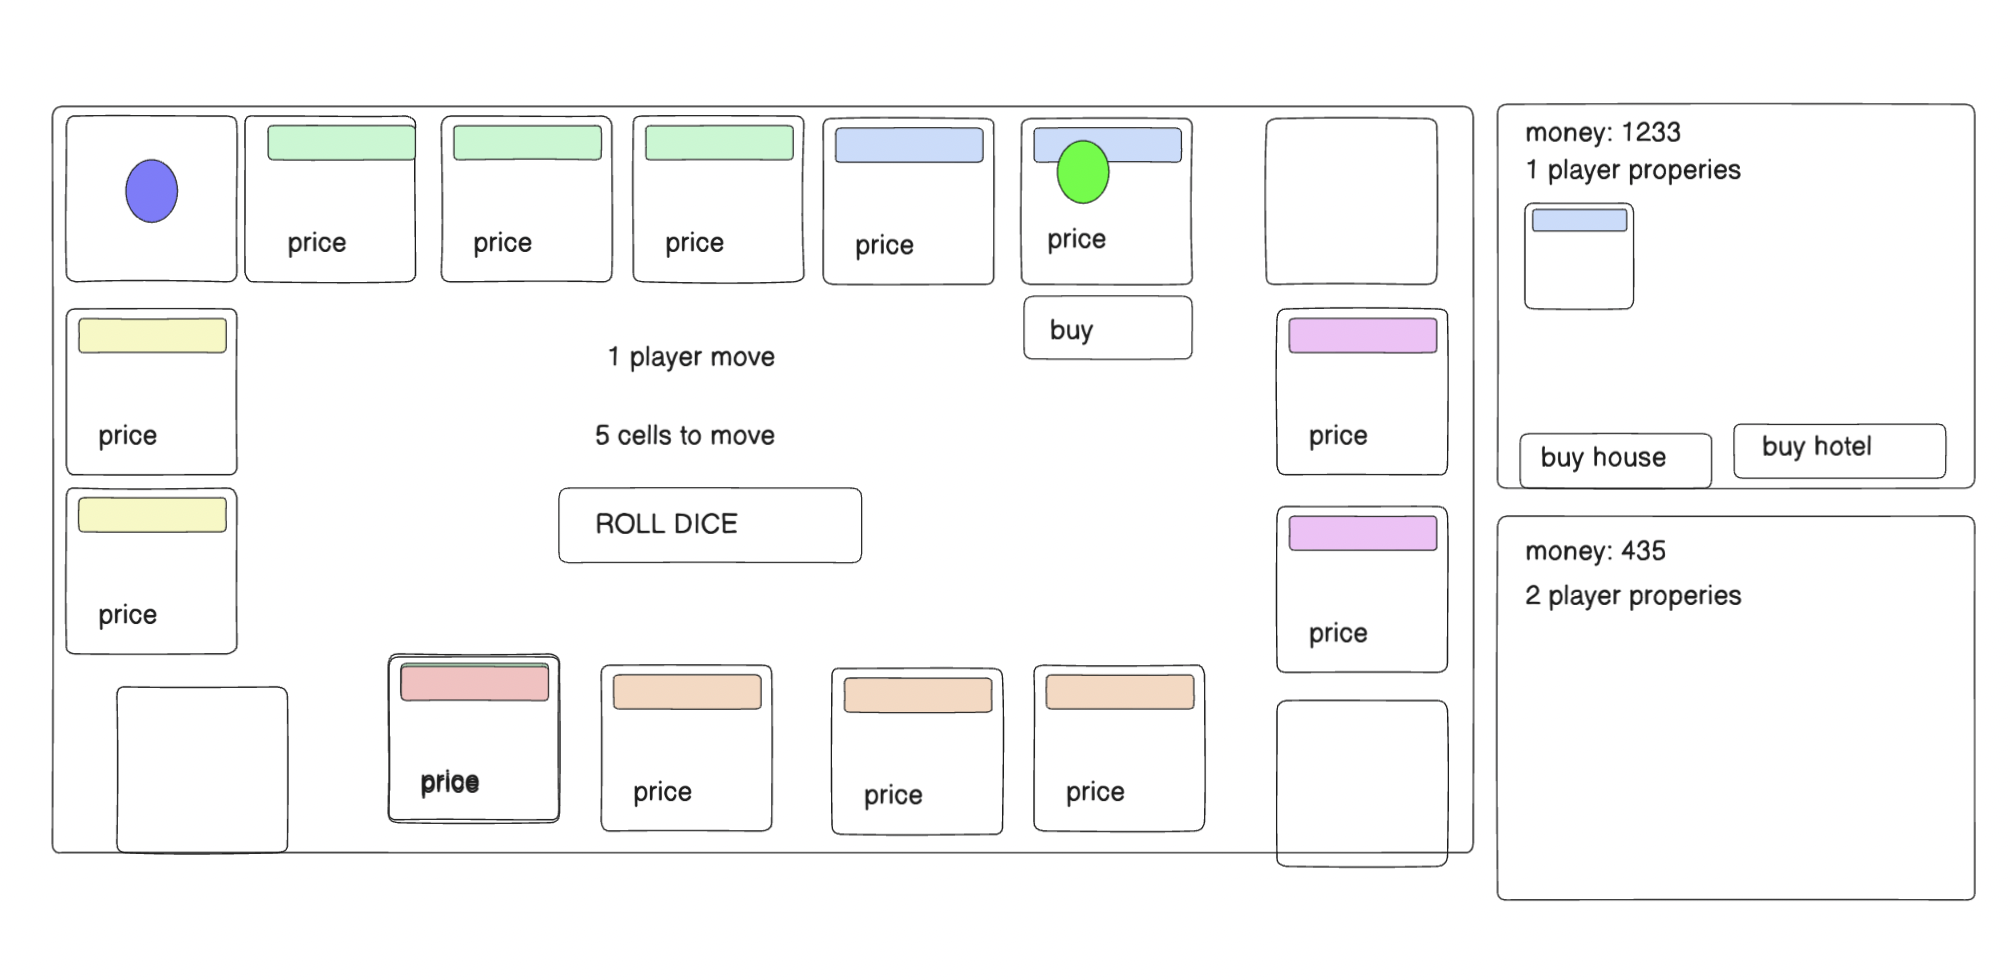 price
price
price
price
price
buy
1 player move
5 cells to move
ROLL DICE
price
price
price
price
price
price
price
price
money: 1233
1 player properies
buy house
buy hotel
money: 435
2 player properies